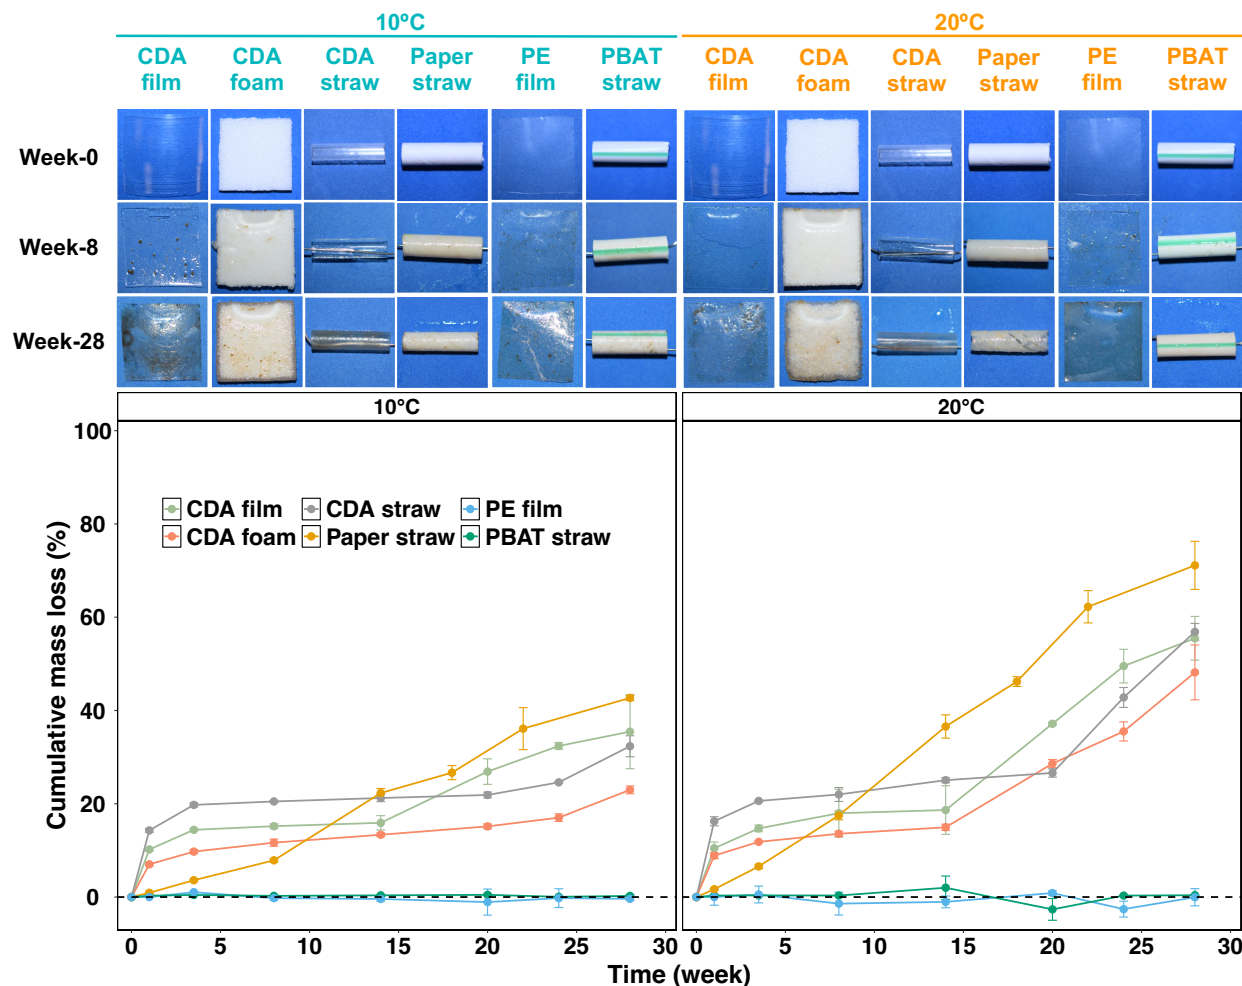 10ºC
20ºC
CDA film
CDA foam
CDA straw
Paper straw
PE film
PBAT straw
CDA film
CDA foam
CDA straw
Paper straw
PE film
PBAT straw
Week-0
Week-8
Week-28
10°C
20°C
Cumulative mass loss (%)
100
80
60
40
20
0
CDA film
CDA straw
PE film
CDA foam
Paper straw
PBAT straw
0 5 10 15 20 25 30
0 5 10 15 20 25 30
Time (week)